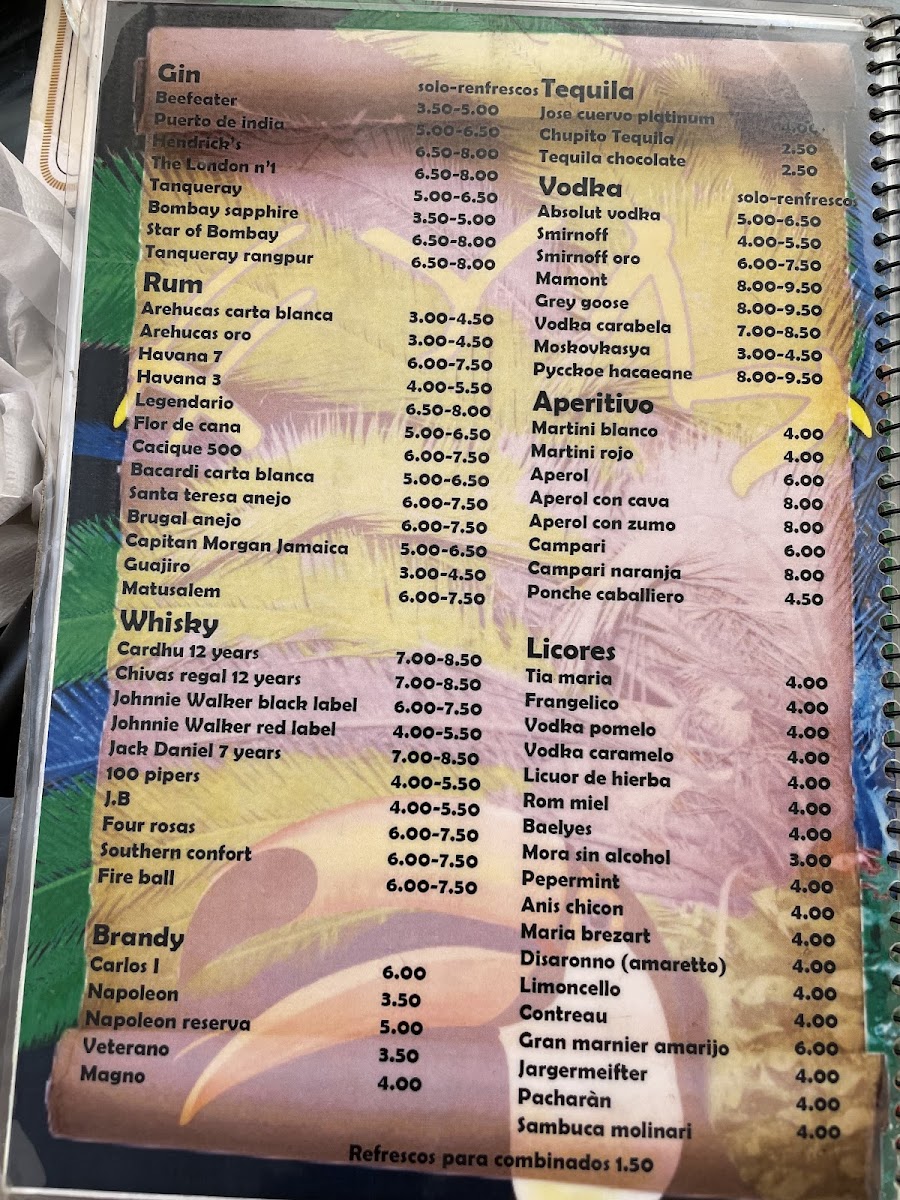 Gin solo-renfrescos
Beefeater 3.50-5.00
Puerto de india 5.00-6.50
Hendrick's 6.50-8.00
The London n'1 6.50-8.00
Tanqueray 5.00-6.50
Bombay sapphire 3.50-5.00
Star of Bombay 6.50-8.00
Tanqueray rangpur 6.50-8.00
Rum
Arehucas carta blanca 3.00-4.50
Arehucas oro 3.00-4.50
Havana 7 6.00-7.50
Havana 3 4.00-5.50
Legendario 6.50-8.00
Flor de cana 5.00-6.50
Cacique 500 6.00-7.50
Bacardi carta blanca 5.00-6.50
Santa teresa anejo 6.00-7.50
Brugal anejo 6.00-7.50
Capitan Morgan Jamaica 5.00-6.50
Guajiro 3.00-4.50
Matusalem 6.00-7.50
Whisky
Cardhu 12 years 7.00-8.50
Chivas regal 12 years 7.00-8.50
Johnnie Walker black label 6.00-7.50
Johnnie Walker red label 4.00-5.50
Jack Daniel 7 years 7.00-8.50
100 pipers 4.00-5.50
J.B 4.00-5.50
Four rosas 6.00-7.50
Southern confort 6.00-7.50
Fire ball 6.00-7.50
Brandy
Carlos I 6.00
Napoleon 3.50
Napoleon reserva 5.00
Veterano 3.50
Magno 4.00
Tequila
Jose cuervo platinum 4.00
Chupito Tequila 2.50
Tequila chocolate 2.50
Vodka solo-renfrescos
Absolut vodka 5.00-6.50
Smirnoff 4.00-5.50
Smirnoff oro 6.00-7.50
Mamont 8.00-9.50
Grey goose 8.00-9.50
Vodka carabela 7.00-8.50
Moskovkasya 3.00-4.50
Pycckoe hacaeane 8.00-9.50
Aperitivo
Martini blanco 4.00
Martini rojo 4.00
Aperol 6.00
Aperol con cava 8.00
Aperol con zumo 8.00
Campari 6.00
Campari naranja 8.00
Ponche caballiero 4.50
Licores
Tia maria 4.00
Frangelico 4.00
Vodka pomelo 4.00
Vodka caramelo 4.00
Licuor de hierba 4.00
Rom miel 4.00
Baelyes 4.00
Mora sin alcohol 3.00
Pepermint 4.00
Anis chicon 4.00
Maria brezart 4.00
Disaronno (amaretto) 4.00
Limoncello 4.00
Contreau 4.00
Gran marnier amarijo 6.00
Jargermeifter 4.00
Pacharàn 4.00
Sambuca molinari 4.00
Refrescos para combinados 1.50